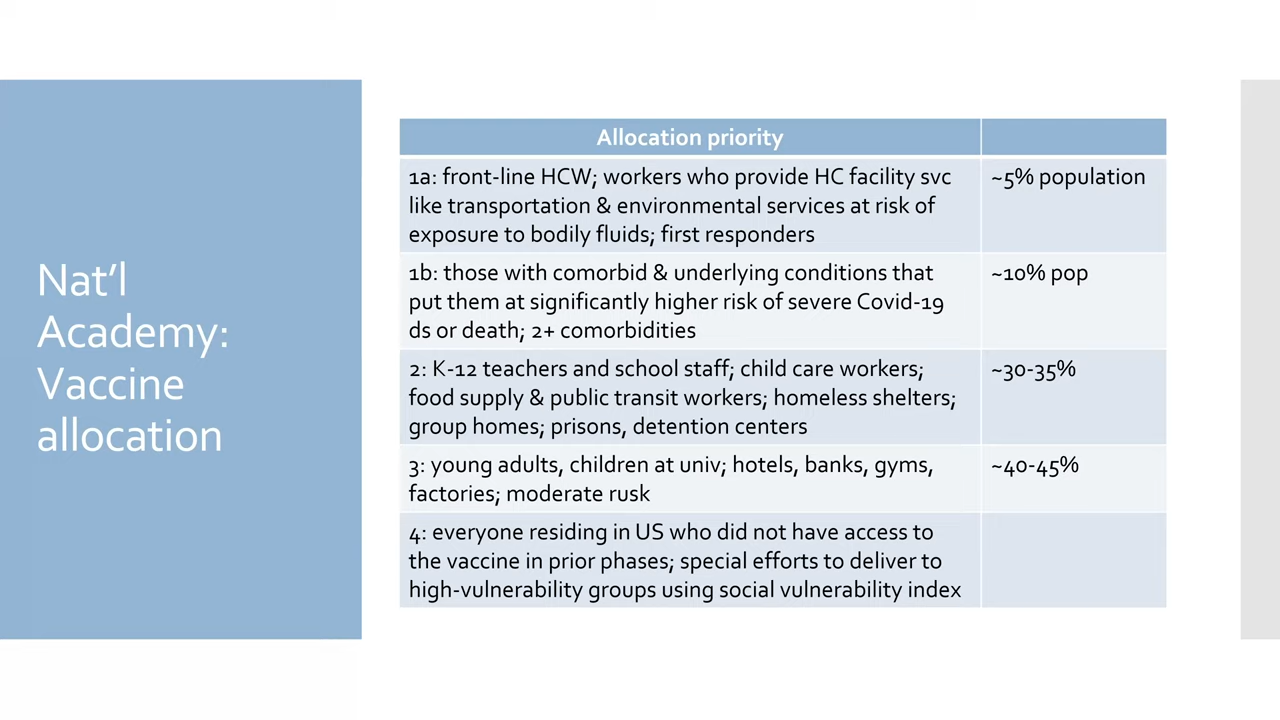 Nat'l
Academy:
Vaccine
allocation
Allocation priority
1a: front-line HCW; workers who provide HC facility svc
like transportation & environmental services at risk of
exposure to bodily fluids; first responders
~5% population
1b: those with comorbid & underlying conditions that
put them at significantly higher risk of severe Covid-19
ds or death; 2+ comorbidities
~10% pop
2: K-12 teachers and school staff; child care workers;
food supply & public transit workers; homeless shelters;
group homes; prisons, detention centers
~30-35%
3: young adults, children at univ; hotels, banks, gyms,
factories; moderate rusk
~40-45%
4: everyone residing in US who did not have access to
the vaccine in prior phases; special efforts to deliver to
high-vulnerability groups using social vulnerability index